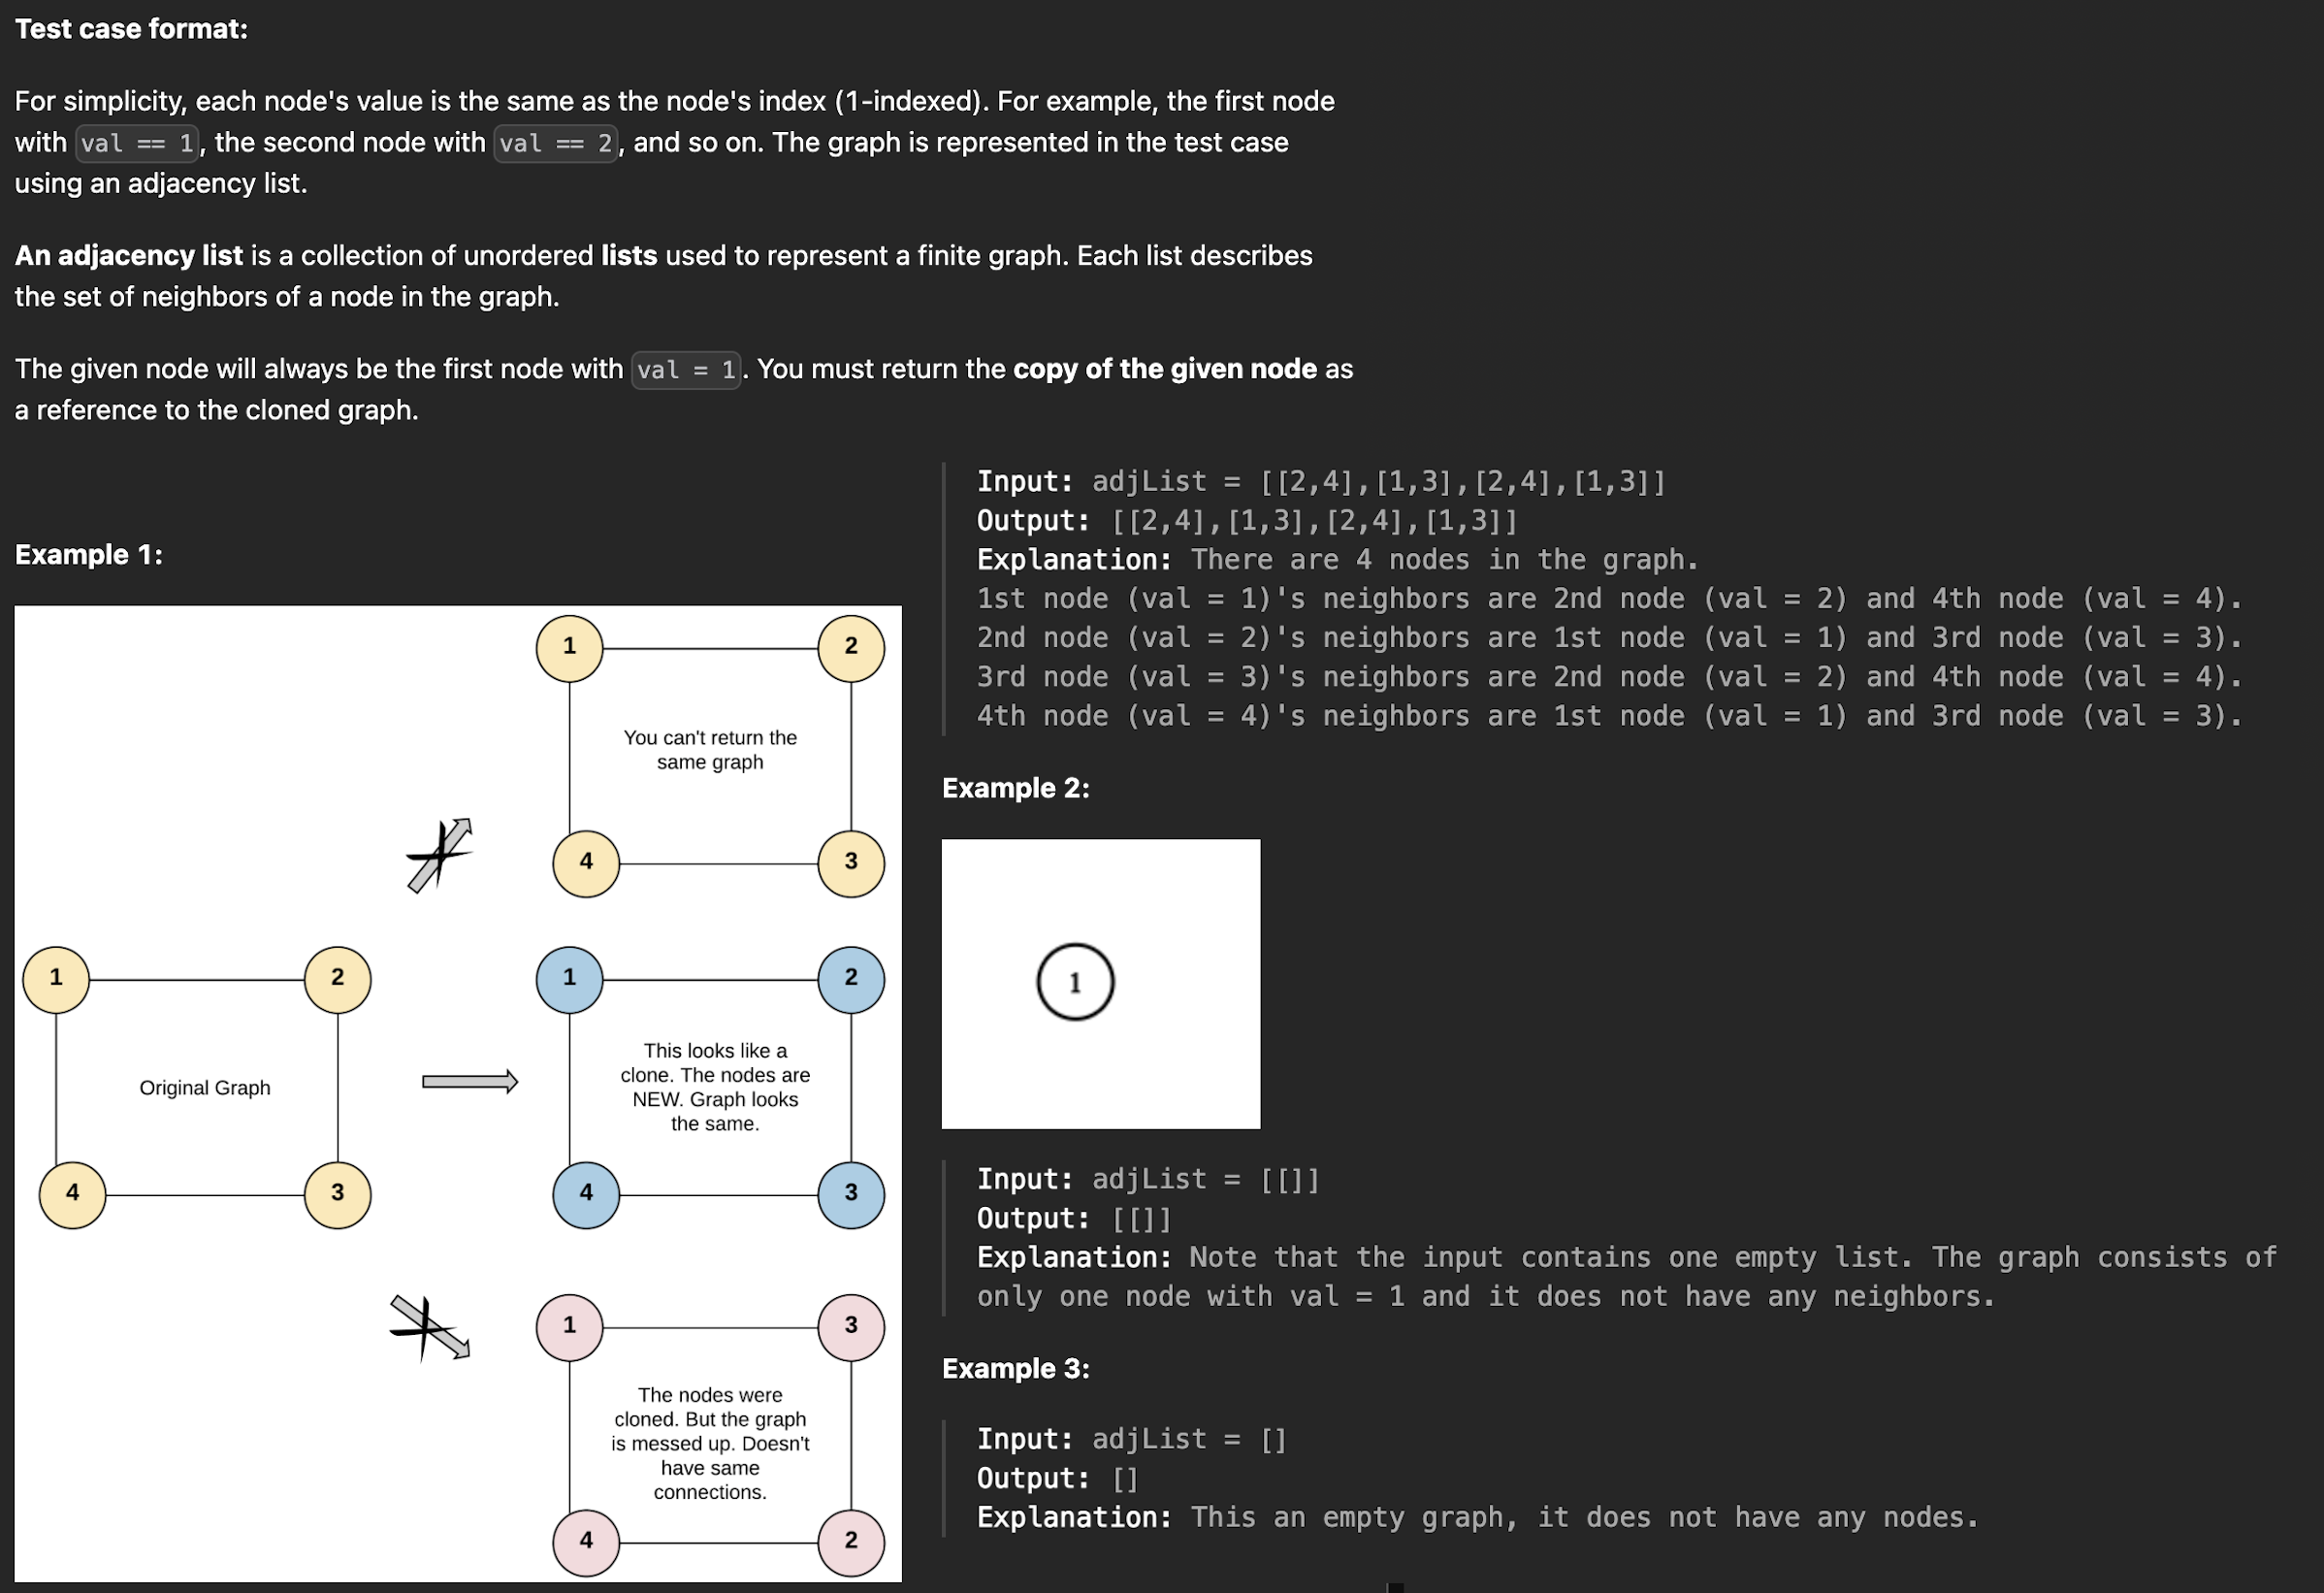 Test case format:
For simplicity, each node's value is the same as the node's index (1-indexed). For example, the first node
with val == 1, the second node with val == 2, and so on. The graph is represented in the test case
using an adjacency list.
An adjacency list is a collection of unordered lists used to represent a finite graph. Each list describes
the set of neighbors of a node in the graph.
The given node will always be the first node with val = 1. You must return the copy of the given node as
a reference to the cloned graph.
Example 1:
1
2
You can't return the
same graph
4
3
1
2
Original Graph
4
3
1
2
This looks like a
clone. The nodes are
NEW. Graph looks
the same.
4
3
1
3
The nodes were
cloned. But the graph
is messed up. Doesn't
have same
connections.
4
2
Input: adjList = [[2,4],[1,3],[2,4],[1,3]]
Output: [[2,4],[1,3],[2,4],[1,3]]
Explanation: There are 4 nodes in the graph.
1st node (val = 1)'s neighbors are 2nd node (val = 2) and 4th node (val = 4).
2nd node (val = 2)'s neighbors are 1st node (val = 1) and 3rd node (val = 3).
3rd node (val = 3)'s neighbors are 2nd node (val = 2) and 4th node (val = 4).
4th node (val = 4)'s neighbors are 1st node (val = 1) and 3rd node (val = 3).
Example 2:
1
Input: adjList = [[]]
Output: [[]]
Explanation: Note that the input contains one empty list. The graph consists of
only one node with val = 1 and it does not have any neighbors.
Example 3:
Input: adjList = []
Output: []
Explanation: This an empty graph, it does not have any nodes.